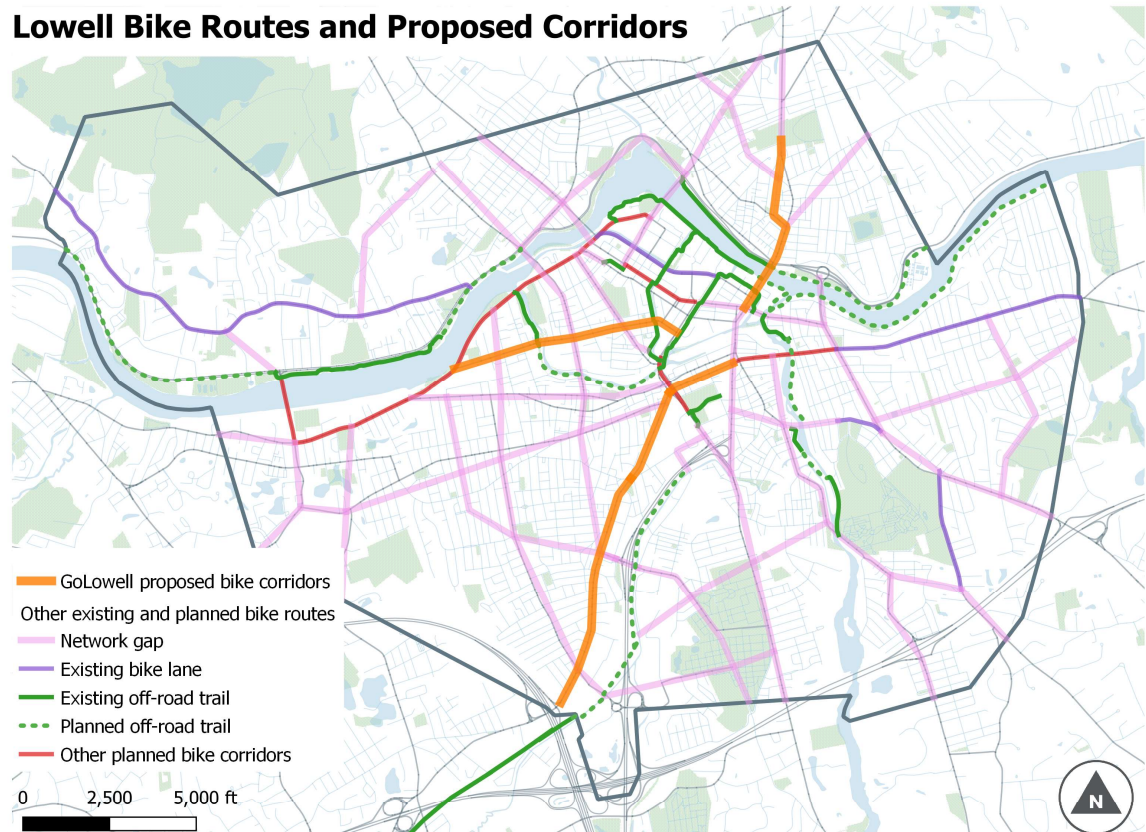 Lowell Bike Routes and Proposed Corridors
GoLowell proposed bike corridors
Other existing and planned bike routes
Network gap
Existing bike lane
Existing off-road trail
Planned off-road trail
Other planned bike corridors
0 2,500 5,000 ft
N